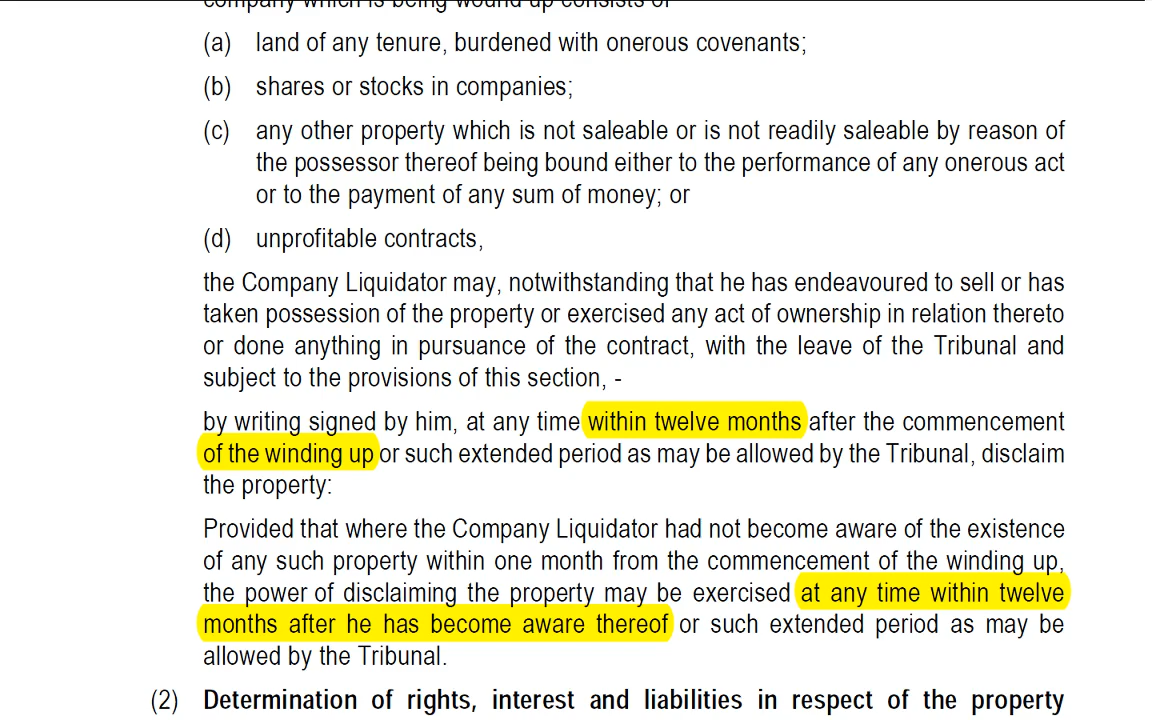 company which is being wound up consists of
(a) land of any tenure, burdened with onerous covenants;
(b) shares or stocks in companies;
(c) any other property which is not saleable or is not readily saleable by reason of
the possessor thereof being bound either to the performance of any onerous act
or to the payment of any sum of money; or
(d) unprofitable contracts,
the Company Liquidator may, notwithstanding that he has endeavoured to sell or has
taken possession of the property or exercised any act of ownership in relation thereto
or done anything in pursuance of the contract, with the leave of the Tribunal and
subject to the provisions of this section, -
by writing signed by him, at any time within twelve months after the commencement
of the winding up or such extended period as may be allowed by the Tribunal, disclaim
the property:
Provided that where the Company Liquidator had not become aware of the existence
of any such property within one month from the commencement of the winding up,
the power of disclaiming the property may be exercised at any time within twelve
months after he has become aware thereof or such extended period as may be
allowed by the Tribunal.
(2) Determination of rights, interest and liabilities in respect of the property